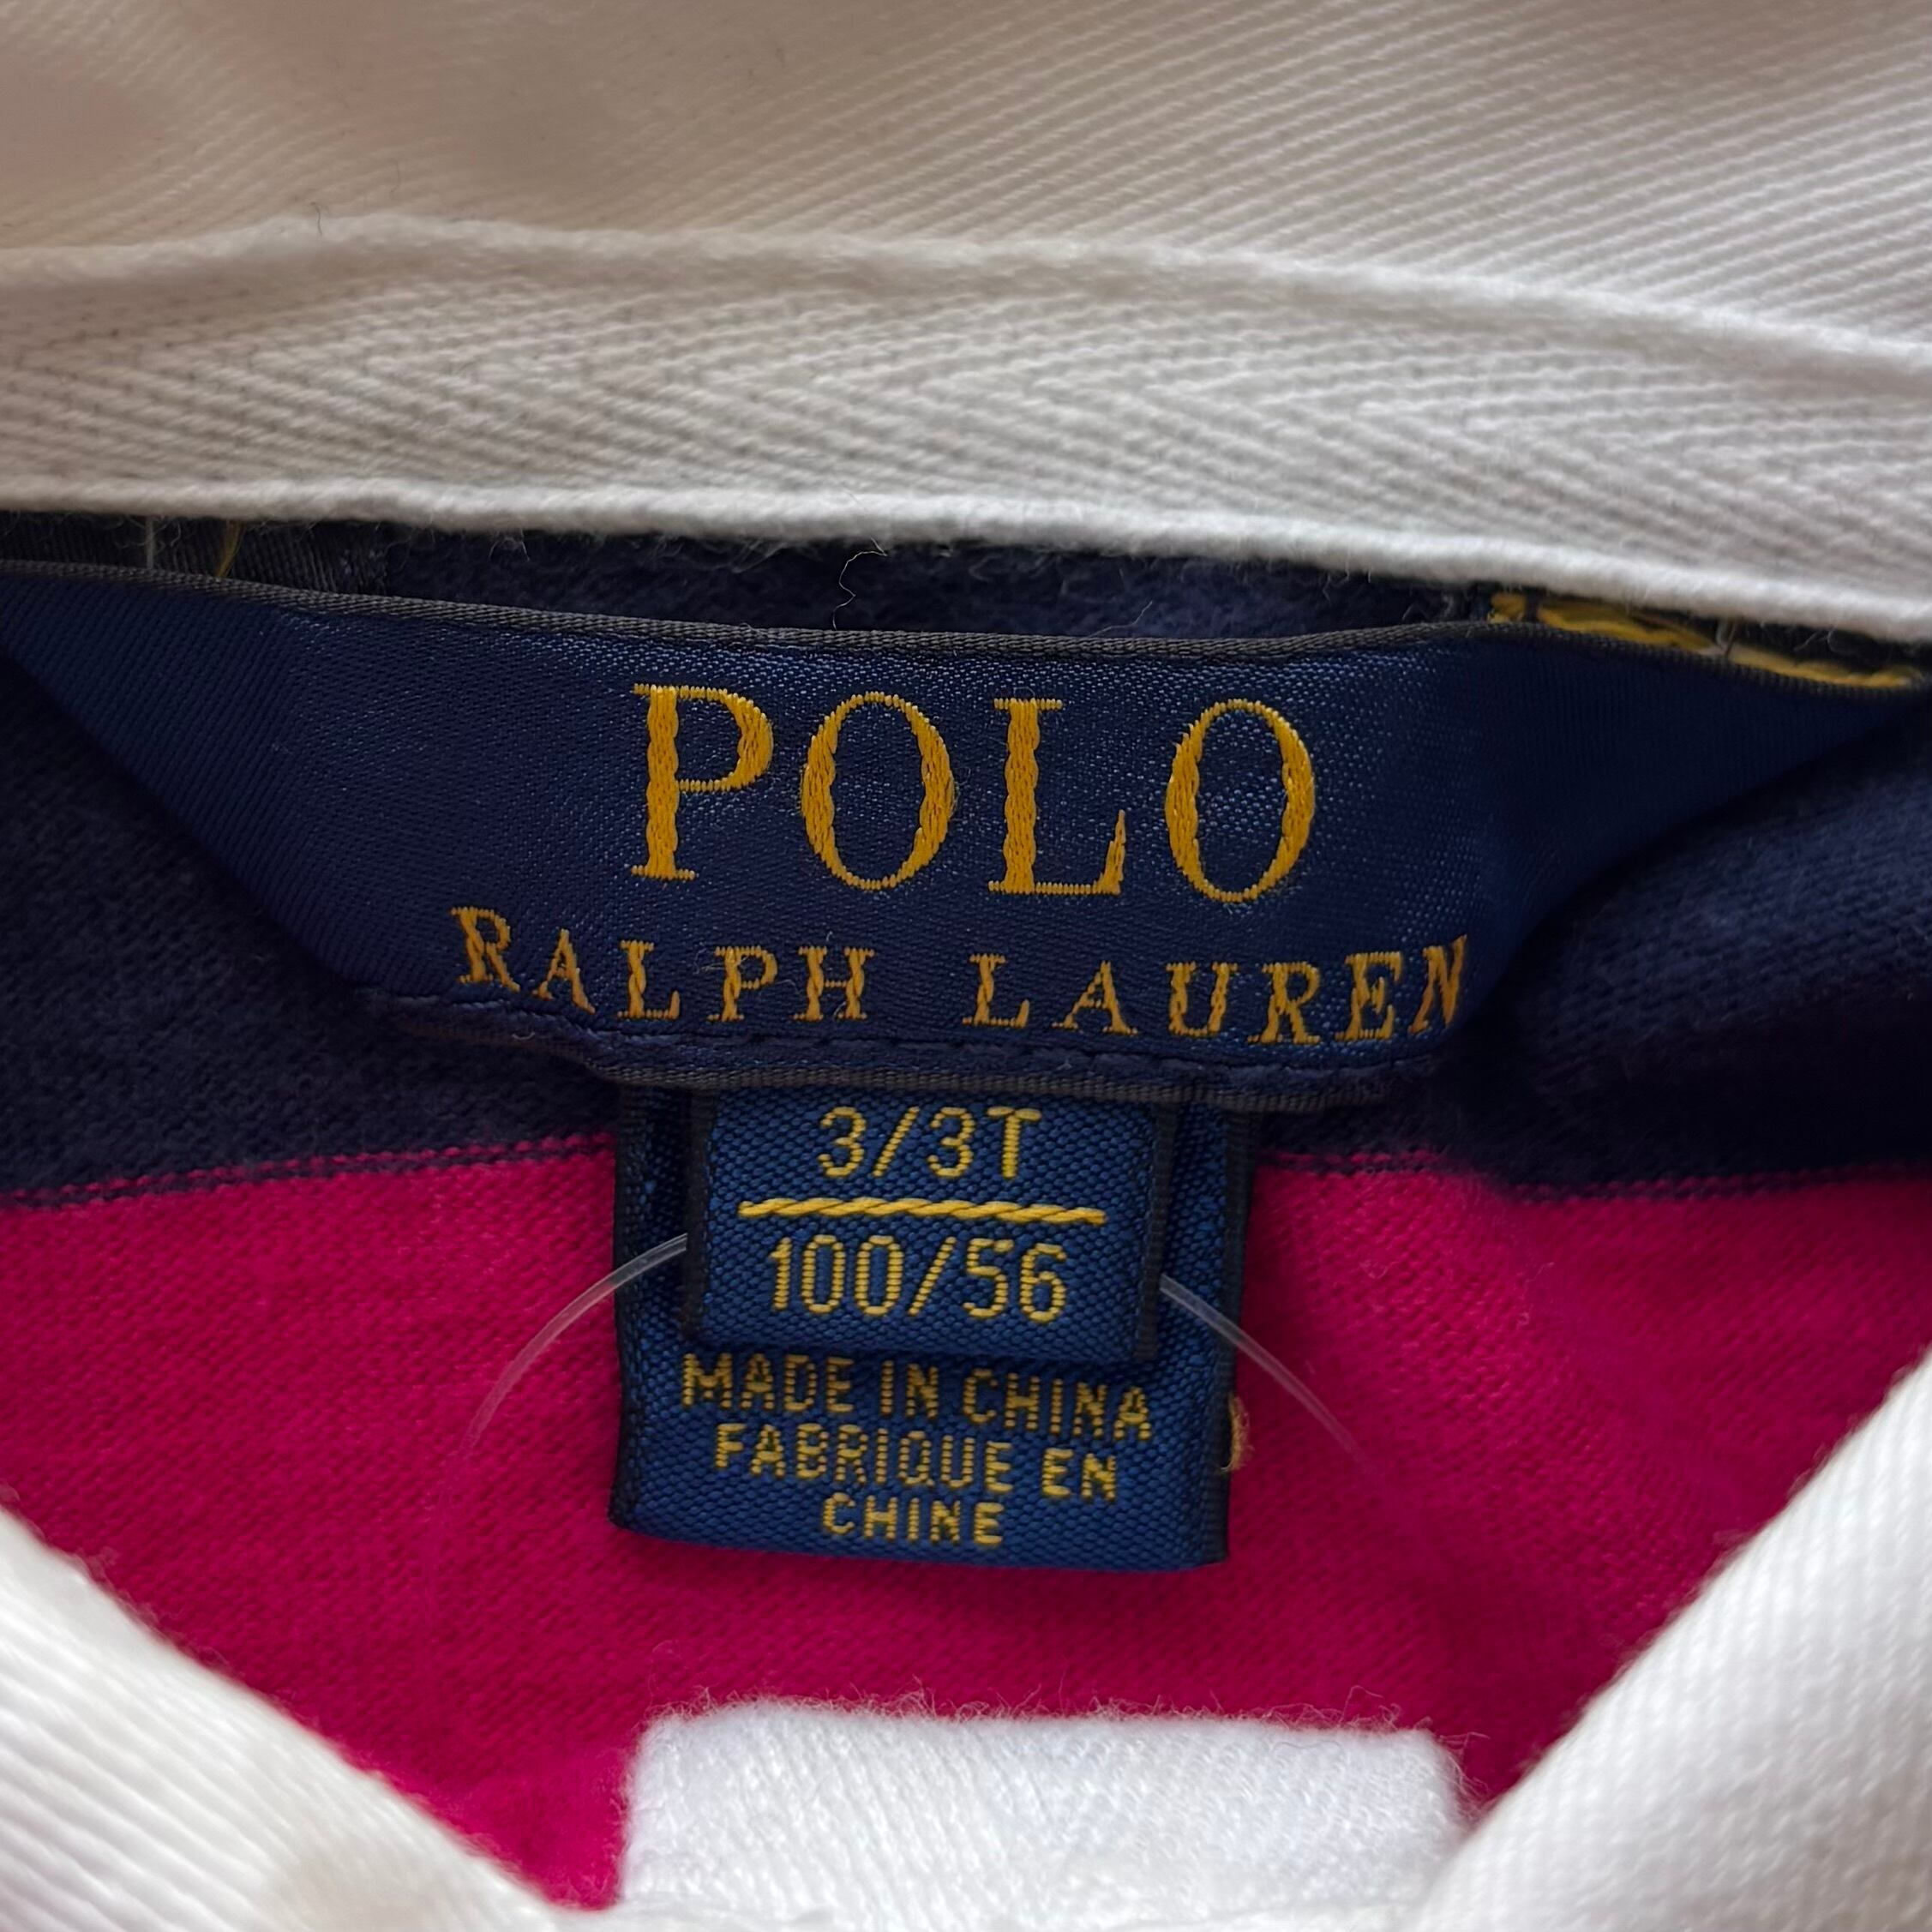 POLO
RALPH LAUREN
3/3T
100/56
MADE IN CHINA
FABRIQUE EN
CHINE